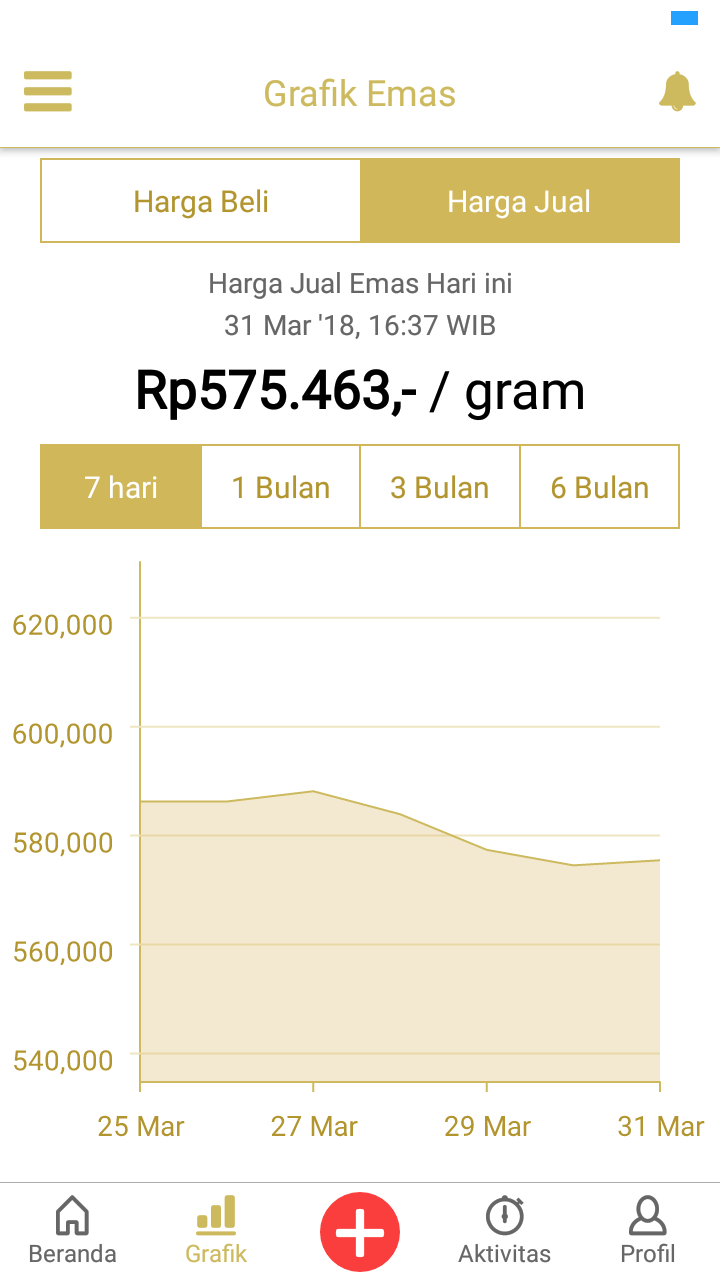 Grafik Emas
Harga Beli Harga Jual
Harga Jual Emas Hari ini
31 Mar '18, 16:37 WIB
Rp575.463,- / gram
7 hari 1 Bulan 3 Bulan 6 Bulan
620,000
600,000
580,000
560,000
540,000
25 Mar 27 Mar 29 Mar 31 Mar
Beranda Grafik Aktivitas Profil